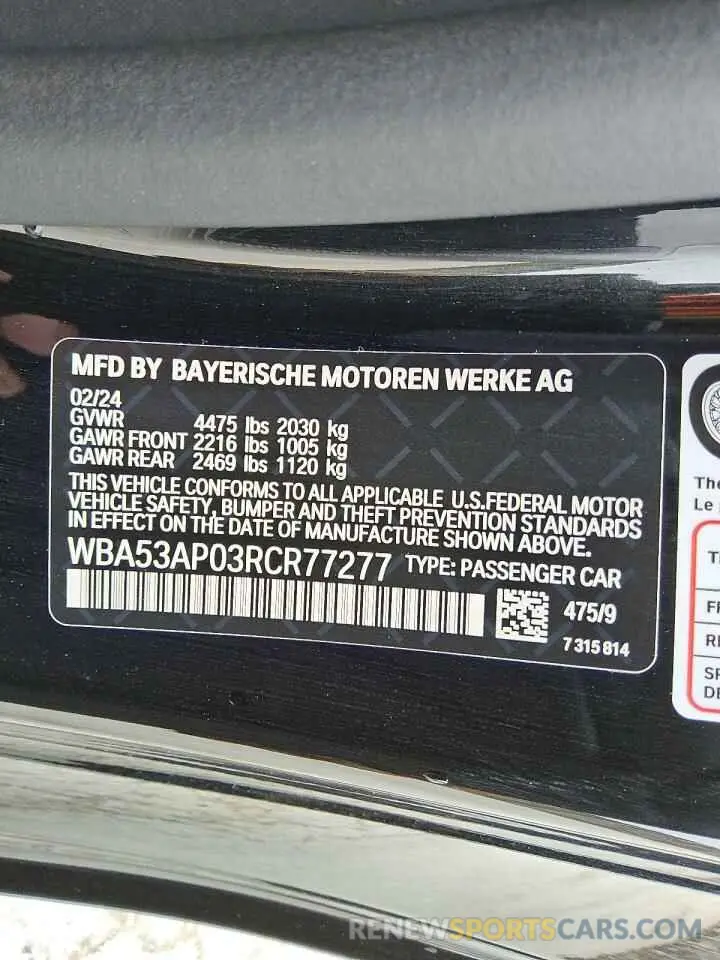 MFD BY BAYERISCHE MOTOREN WERKE AG
02/24
GVWR 4475 lbs 2030 kg
GAWR FRONT 2216 lbs 1005 kg
GAWR REAR 2469 lbs 1120 kg
THIS VEHICLE CONFORMS TO ALL APPLICABLE U.S.FEDERAL MOTOR
VEHICLE SAFETY, BUMPER AND THEFT PREVENTION STANDARDS
IN EFFECT ON THE DATE OF MANUFACTURE SHOWN ABOVE.
WBA53AP03RCR77277 TYPE: PASSENGER CAR
475/9
7315814
The
Le
RENEWSPORTSCARS.COM